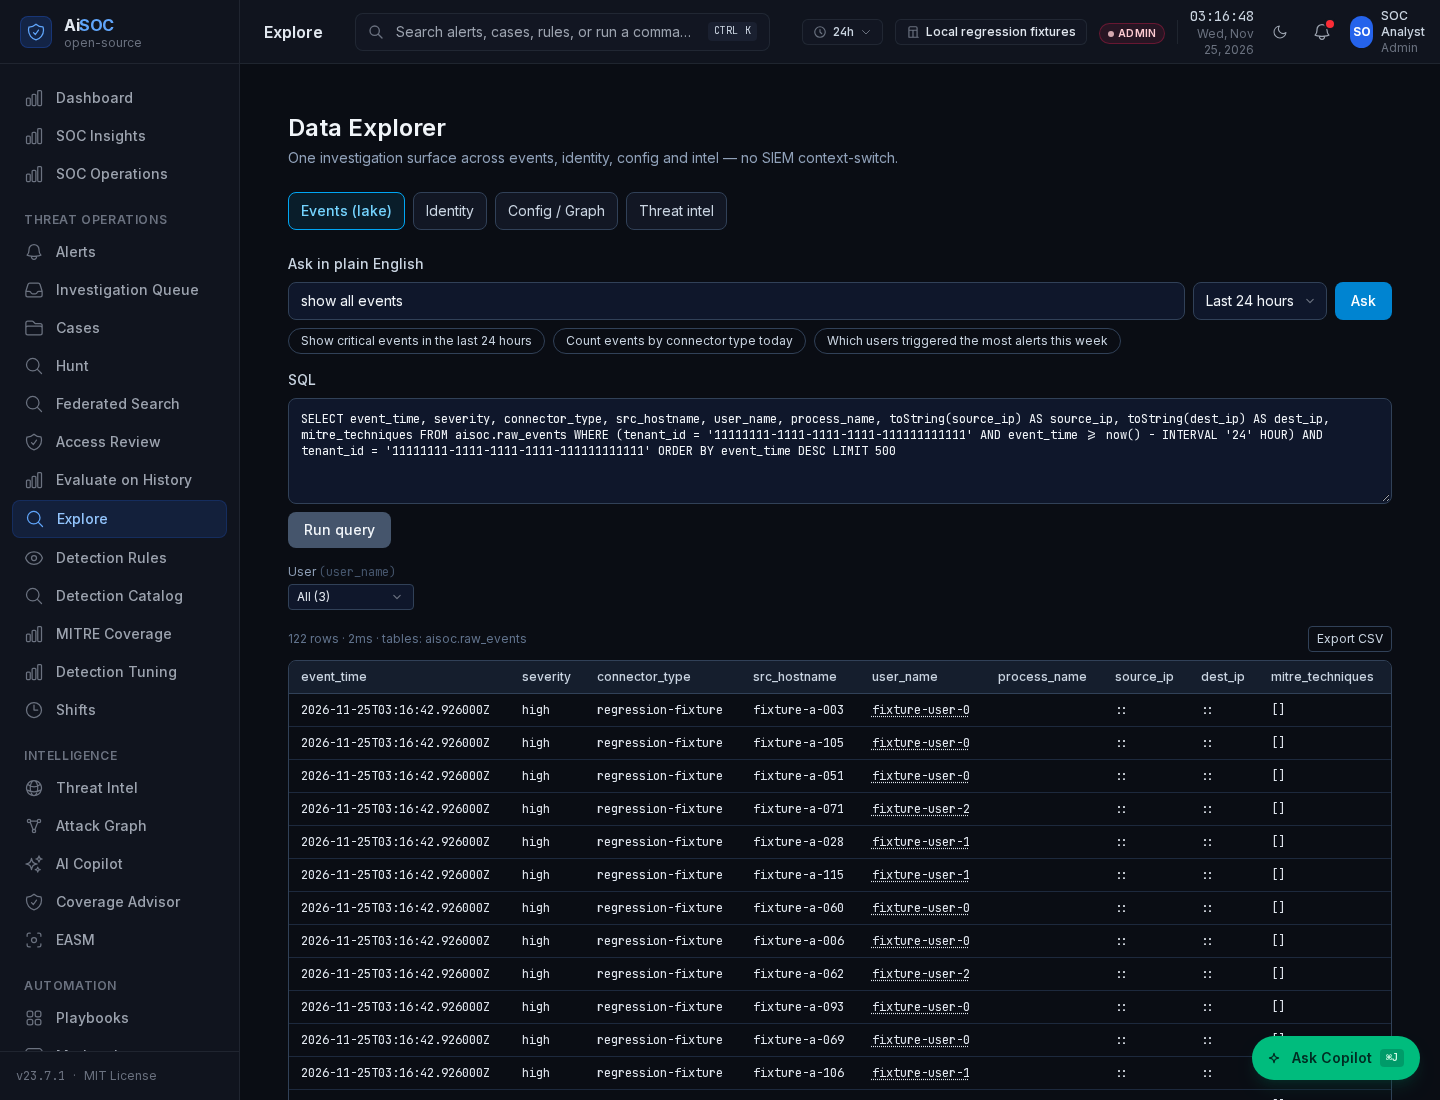 AiSOC
open-source
Explore
Search alerts, cases, rules, or run a comma…
CTRL K
24h
Local regression fixtures
ADMIN
03:16:48
Wed, Nov
25, 2026
SO
SOC
Analyst
Admin
Dashboard
SOC Insights
SOC Operations
THREAT OPERATIONS
Alerts
Investigation Queue
Cases
Hunt
Federated Search
Access Review
Evaluate on History
Explore
Detection Rules
Detection Catalog
MITRE Coverage
Detection Tuning
Shifts
INTELLIGENCE
Threat Intel
Attack Graph
AI Copilot
Coverage Advisor
EASM
AUTOMATION
Playbooks
v23.7.1 · MIT License
Data Explorer
One investigation surface across events, identity, config and intel — no SIEM context-switch.
Events (lake)
Identity
Config / Graph
Threat intel
Ask in plain English
show all events
Last 24 hours
Ask
Show critical events in the last 24 hours
Count events by connector type today
Which users triggered the most alerts this week
SQL
SELECT event_time, severity, connector_type, src_hostname, user_name, process_name, toString(source_ip) AS source_ip, toString(dest_ip) AS dest_ip,
mitre_techniques FROM aisoc.raw_events WHERE (tenant_id = '11111111-1111-1111-1111-111111111111' AND event_time >= now() - INTERVAL '24' HOUR) AND
tenant_id = '11111111-1111-1111-1111-111111111111' ORDER BY event_time DESC LIMIT 500
Run query
User (user_name)
All (3)
122 rows · 2ms · tables: aisoc.raw_events
Export CSV
event_time severity connector_type src_hostname user_name process_name source_ip dest_ip mitre_techniques
2026-11-25T03:16:42.926000Z high regression-fixture fixture-a-003 fixture-user-0 :: :: []
2026-11-25T03:16:42.926000Z high regression-fixture fixture-a-105 fixture-user-0 :: :: []
2026-11-25T03:16:42.926000Z high regression-fixture fixture-a-051 fixture-user-0 :: :: []
2026-11-25T03:16:42.926000Z high regression-fixture fixture-a-071 fixture-user-2 :: :: []
2026-11-25T03:16:42.926000Z high regression-fixture fixture-a-028 fixture-user-1 :: :: []
2026-11-25T03:16:42.926000Z high regression-fixture fixture-a-115 fixture-user-1 :: :: []
2026-11-25T03:16:42.926000Z high regression-fixture fixture-a-060 fixture-user-0 :: :: []
2026-11-25T03:16:42.926000Z high regression-fixture fixture-a-006 fixture-user-0 :: :: []
2026-11-25T03:16:42.926000Z high regression-fixture fixture-a-062 fixture-user-2 :: :: []
2026-11-25T03:16:42.926000Z high regression-fixture fixture-a-093 fixture-user-0 :: :: []
2026-11-25T03:16:42.926000Z high regression-fixture fixture-a-069 fixture-user-0 :: ::
2026-11-25T03:16:42.926000Z high regression-fixture fixture-a-106 fixture-user-1 :: ::
Ask Copilot ⌘J